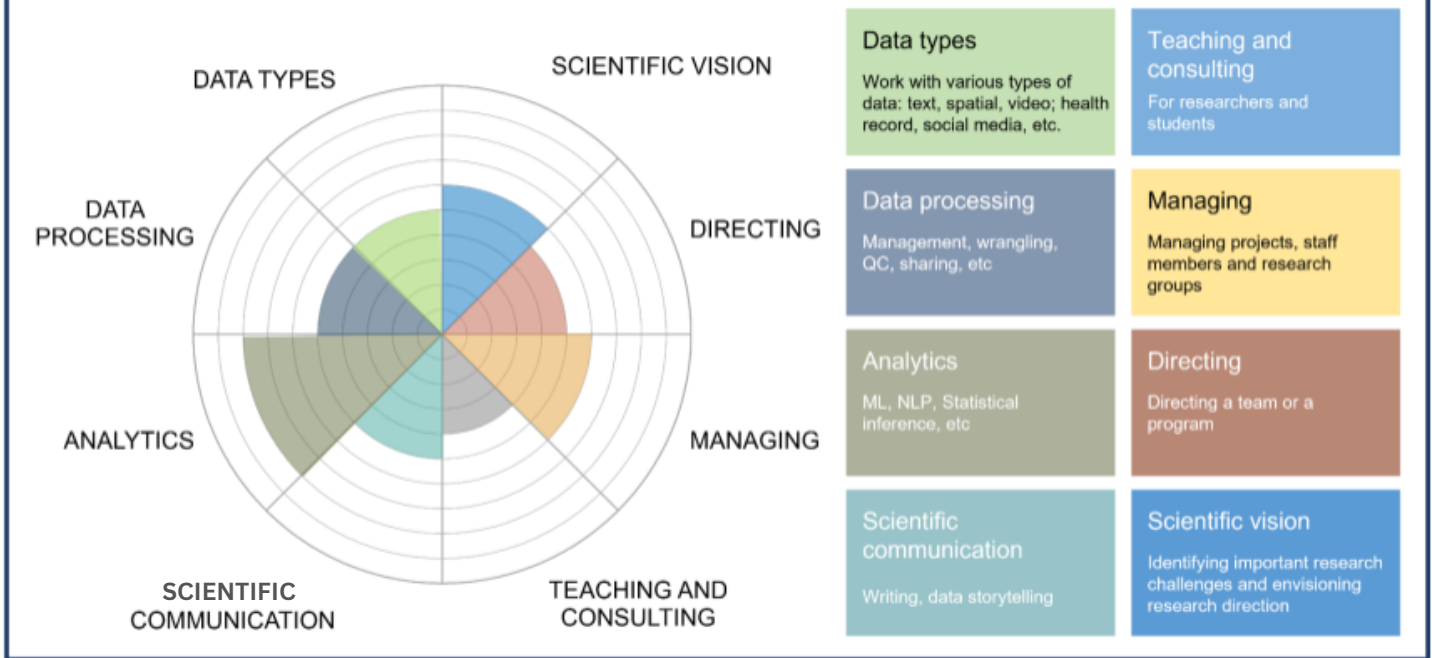 DATA TYPES
SCIENTIFIC VISION
DATA
PROCESSING
DIRECTING
ANALYTICS
MANAGING
SCIENTIFIC
COMMUNICATION
TEACHING AND
CONSULTING
Data types
Work with various types of
data: text, spatial, video; health
record, social media, etc.
Teaching and
consulting
For researchers and
students
Data processing
Management, wrangling,
QC, sharing, etc
Managing
Managing projects, staff
members and research
groups
Analytics
ML, NLP, Statistical
inference, etc
Directing
Directing a team or a
program
Scientific
communication
Writing, data storytelling
Scientific vision
Identifying important research
challenges and envisioning
research direction